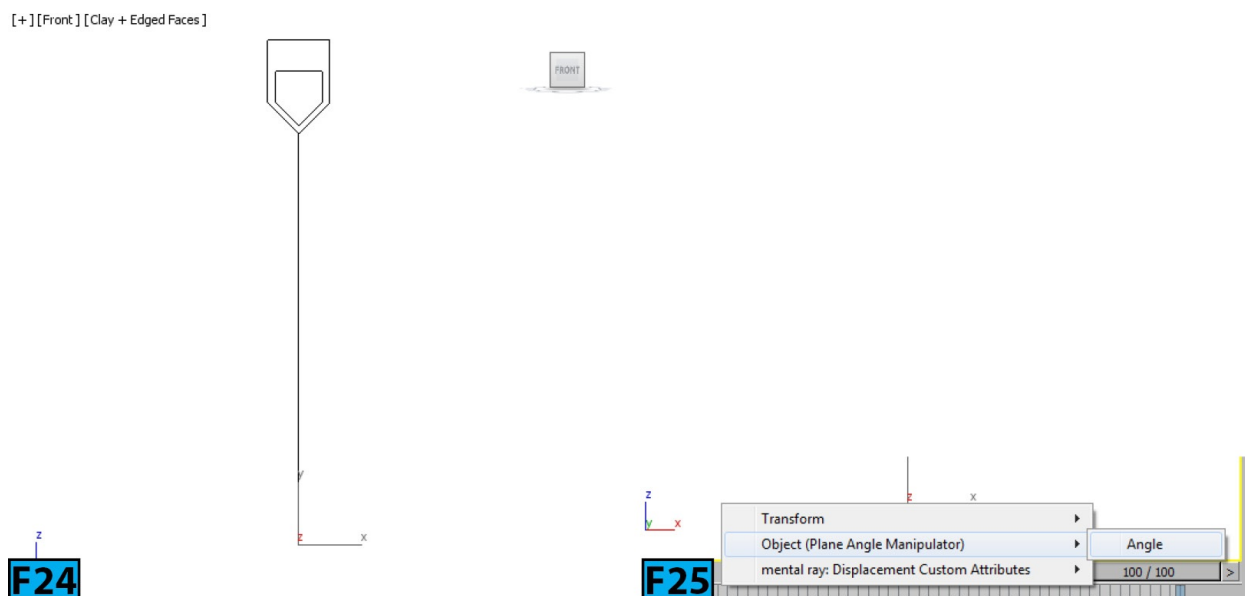 [+][Front][Clay + Edged Faces]
FRONT
y
z
x
z
F24
z
x
z
y
x
Transform
Object (Plane Angle Manipulator)
Angle
mental ray: Displacement Custom Attributes
100 / 100
>
F25